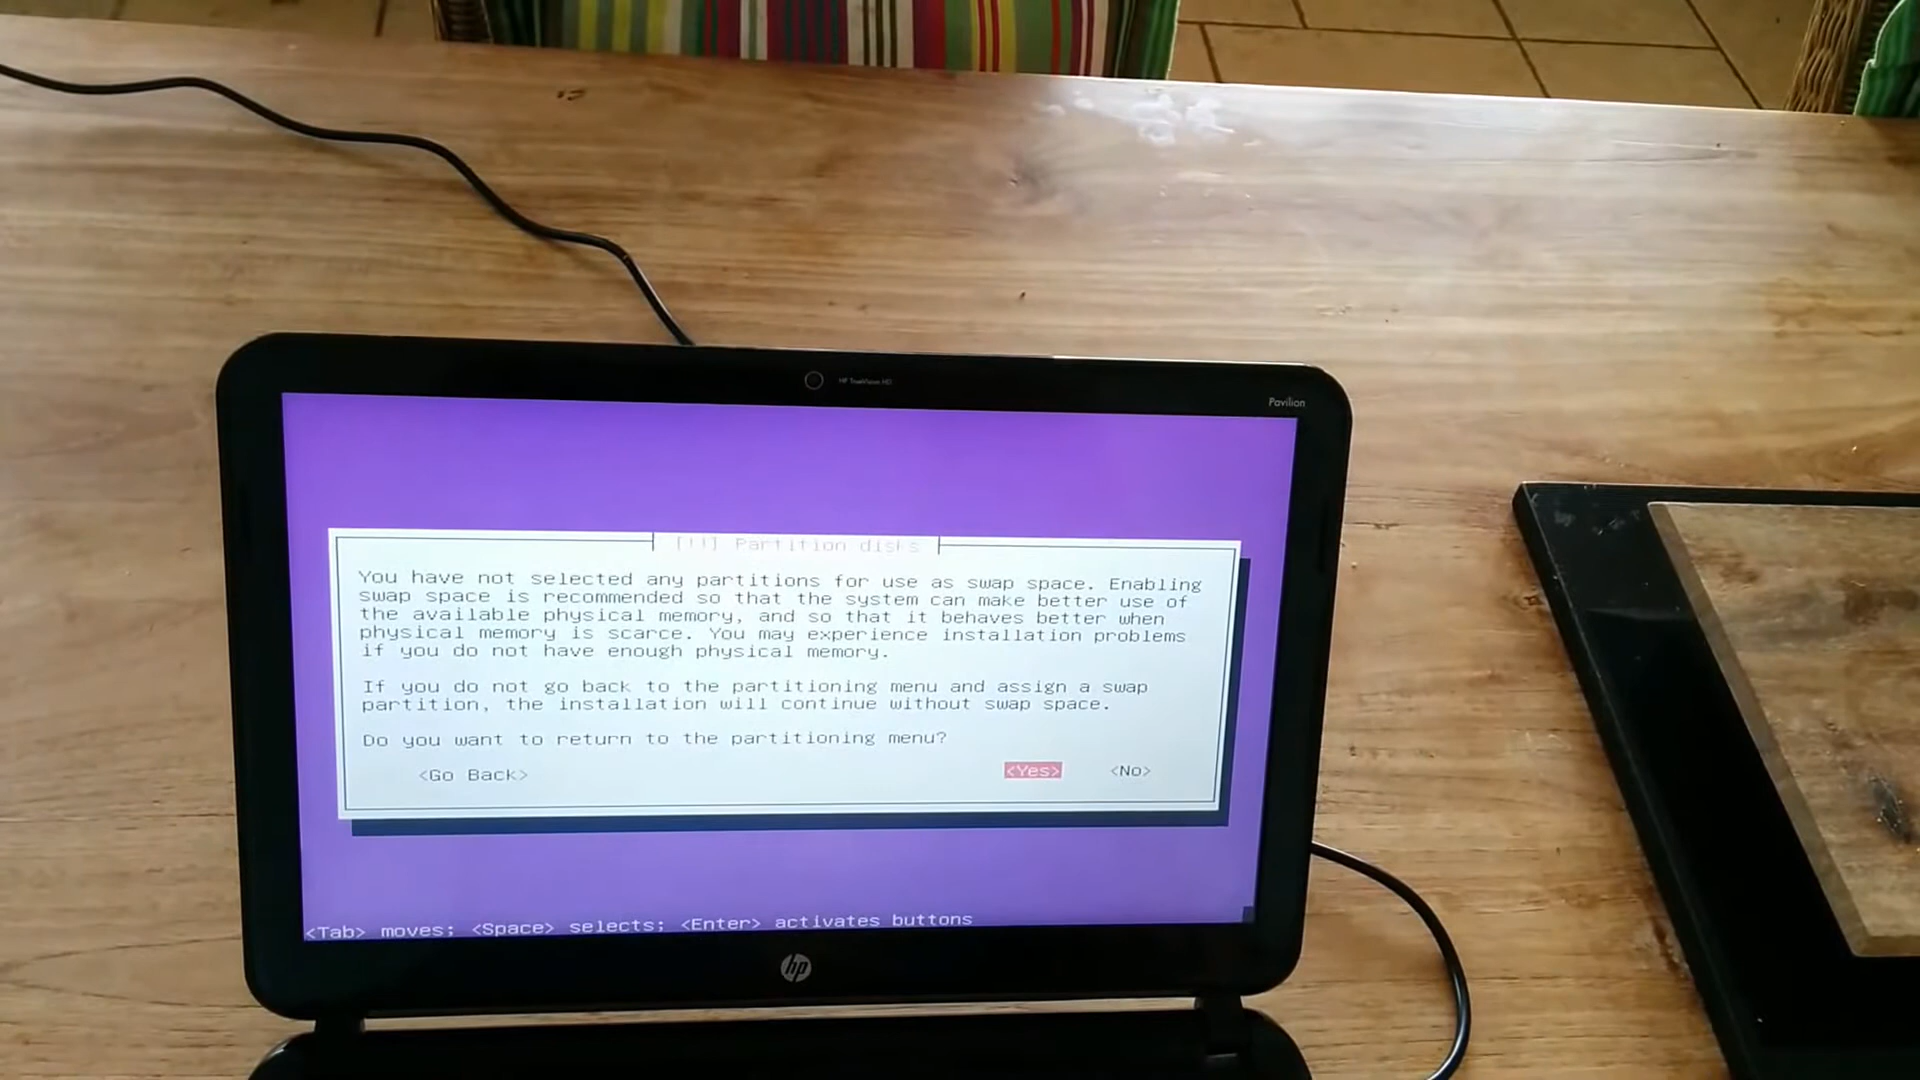 HP TrueVision HD
Pavilion
[!!] Partition disks
You have not selected any partitions for use as swap space. Enabling
swap space is recommended so that the system can make better use of
the available physical memory, and so that it behaves better when
physical memory is scarce. You may experience installation problems
if you do not have enough physical memory.
If you do not go back to the partitioning menu and assign a swap
partition, the installation will continue without swap space.
Do you want to return to the partitioning menu?
<Go Back> <Yes> <No>
<Tab> moves; <Space> selects; <Enter> activates buttons
hp